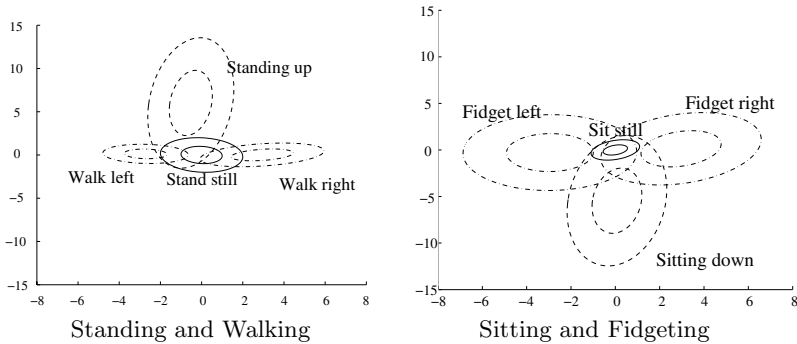 15
10
5
0
−5
−10
−15
−8 −6 −4 −2 0 2 4 6 8
Standing up
Walk left
Stand still
Walk right
Standing and Walking
15
10
5
0
−5
−10
−15
−8 −6 −4 −2 0 2 4 6 8
Fidget left
Fidget right
Sit still
Sitting down
Sitting and Fidgeting